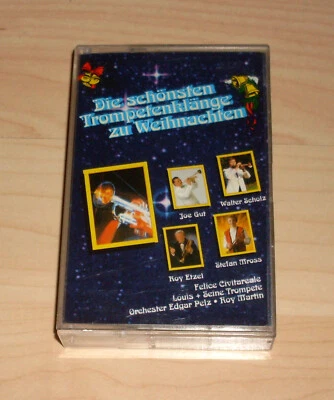 Die schönsten
Trompetenklänge
zu Weihnachten
Joe Gut
Walter Scholz
Roy Etzel
Stefan Mross
Felice Civitareale
Louis + Seine Trompete
Orchester Edgar Pelz • Roy Martin